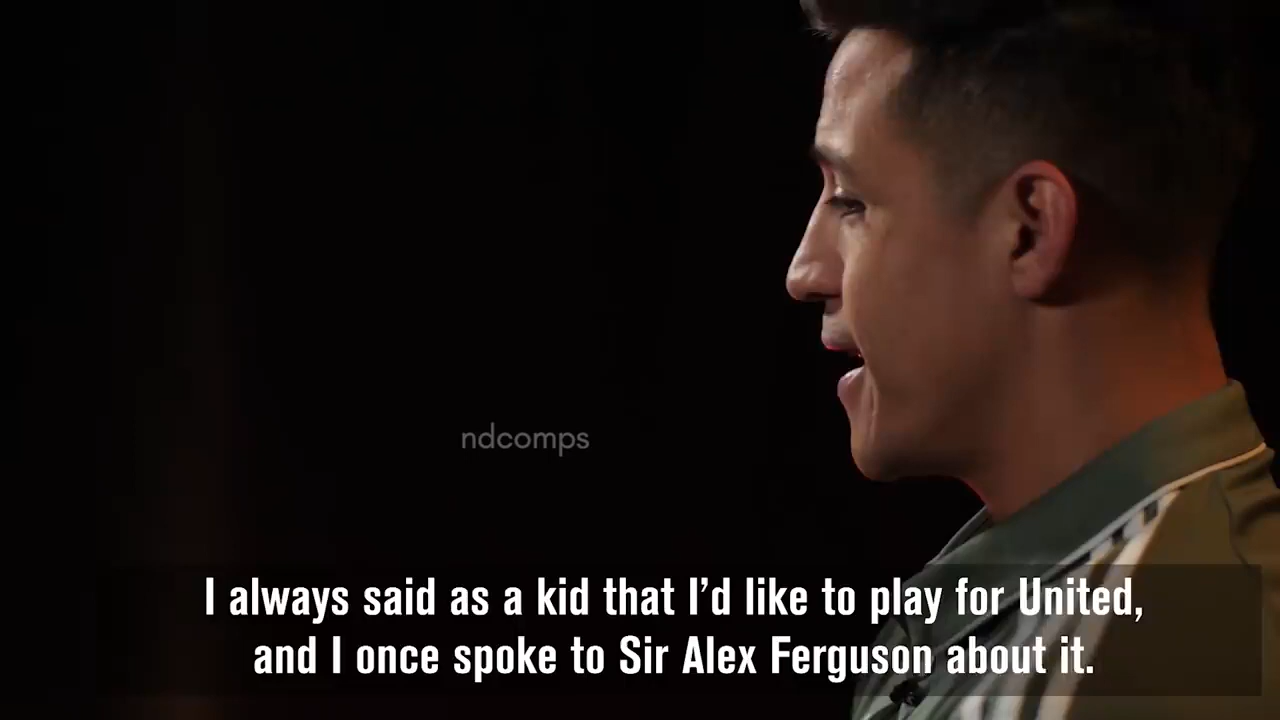 ndcomps
I always said as a kid that I’d like to play for United,
and I once spoke to Sir Alex Ferguson about it.